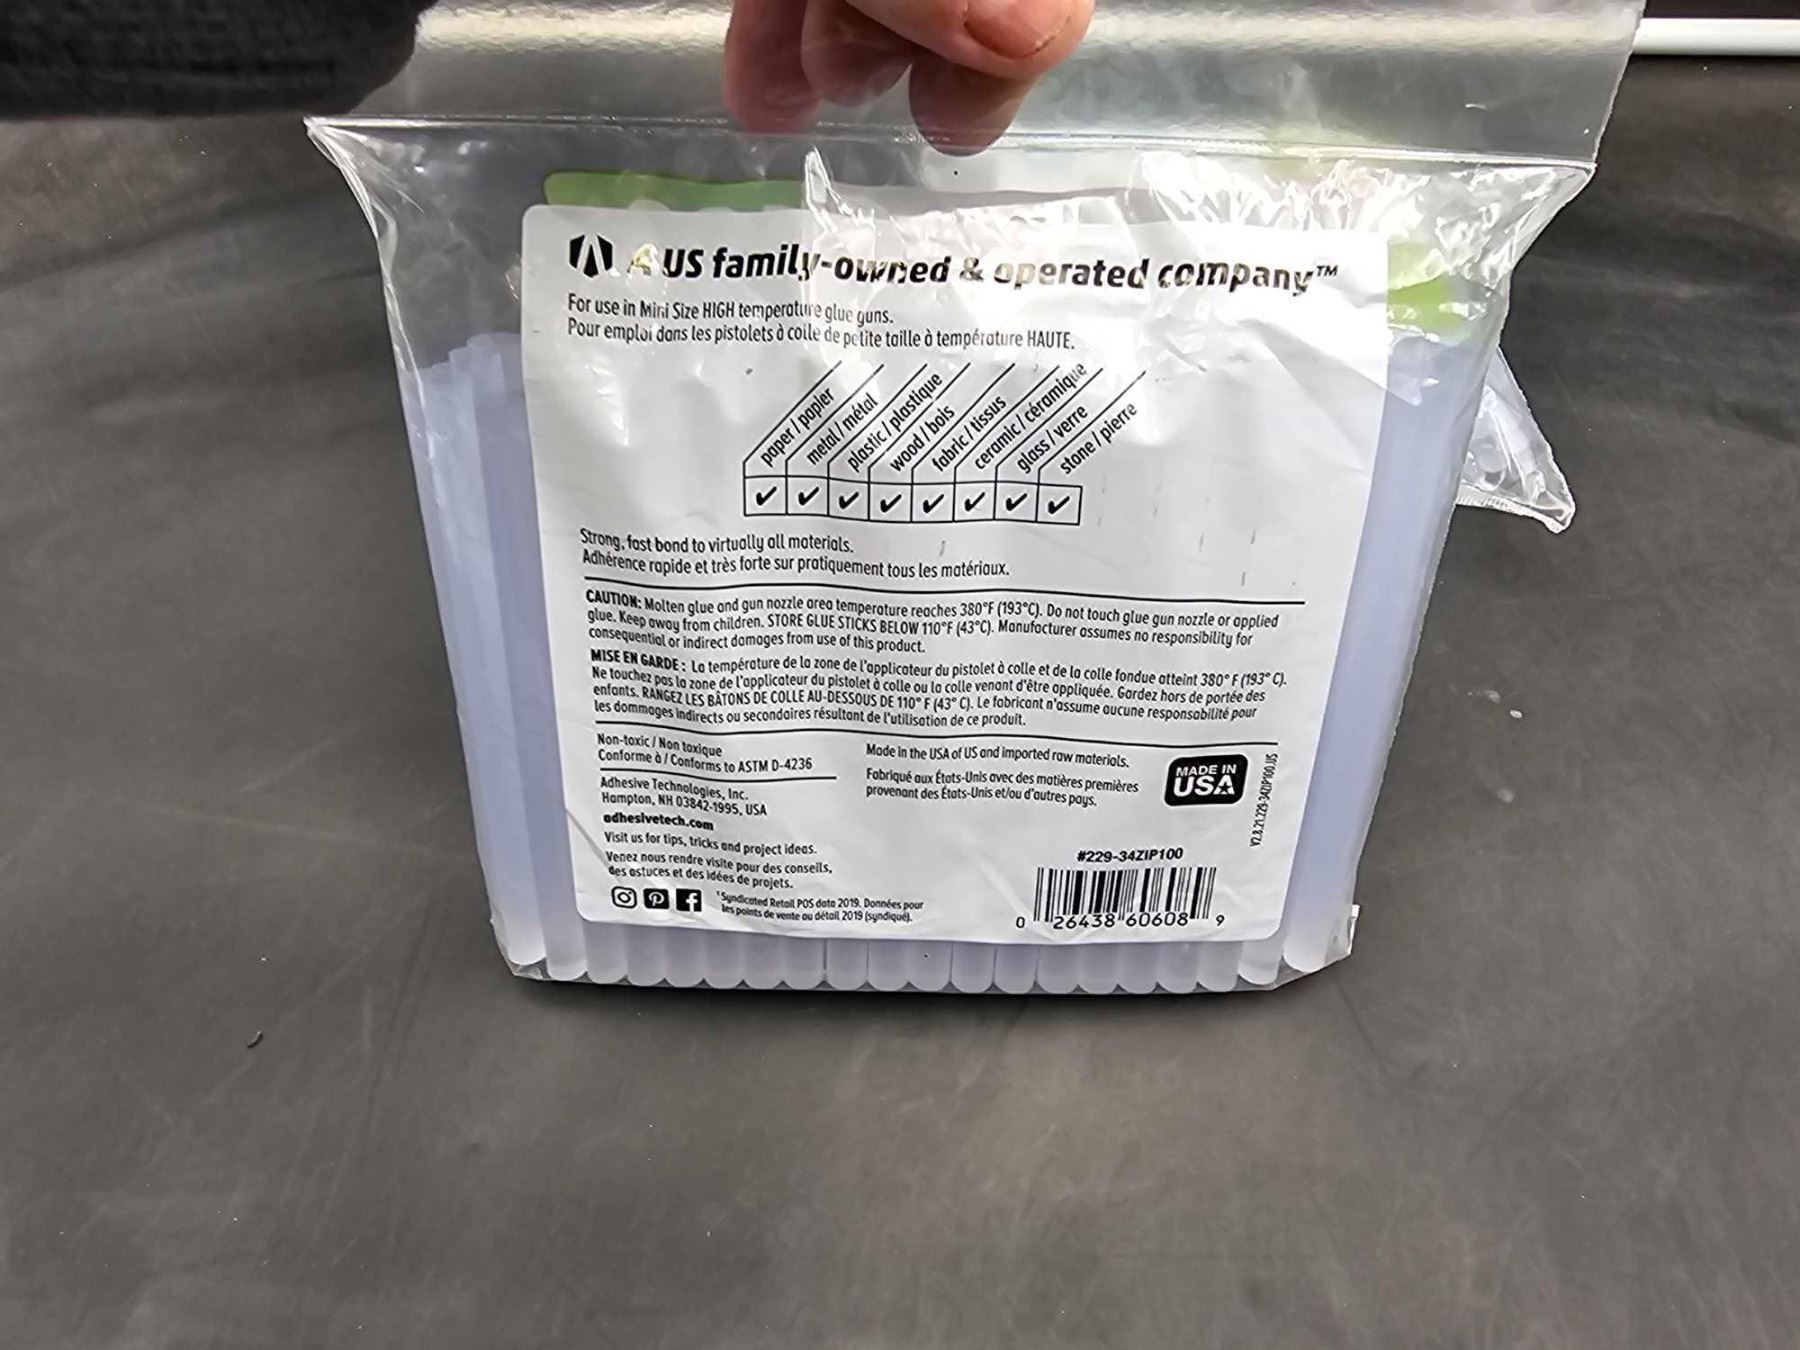 A US family-owned & operated company™
For use in Mini Size HIGH temperature glue guns.
Pour emploi dans les pistolets à colle de petite taille à température HAUTE.
paper / papier
metal / métal
plastic / plastique
wood / bois
fabric / tissus
ceramic / céramique
glass / verre
stone / pierre
✓ ✓ ✓ ✓ ✓ ✓ ✓ ✓
Strong, fast bond to virtually all materials.
Adhérence rapide et très forte sur pratiquement tous les matériaux.
CAUTION: Molten glue and gun nozzle area temperature reaches 380°F (193°C). Do not touch glue gun nozzle or applied
glue. Keep away from children. STORE GLUE STICKS BELOW 110°F (43°C). Manufacturer assumes no responsibility for
consequential or indirect damages from use of this product.
MISE EN GARDE : La température de la zone de l'applicateur du pistolet à colle et de la colle fondue atteint 380° F (193° C).
Ne touchez pas la zone de l'applicateur du pistolet à colle ou la colle venant d'être appliquée. Gardez hors de portée des
enfants. RANGEZ LES BÂTONS DE COLLE AU-DESSOUS DE 110° F (43° C). Le fabricant n'assume aucune responsabilité pour
les dommages indirects ou secondaires résultant de l'utilisation de ce produit.
Non-toxic / Non toxique
Conforme à / Conforms to ASTM D-4236
Adhesive Technologies, Inc.
Hampton, NH 03842-1995, USA
adhesivetech.com
Visit us for tips, tricks and project ideas.
Venez nous rendre visite pour des conseils,
des astuces et des idées de projets.
¹Syndicated Retail POS data 2019. Données pour
les points de vente au détail 2019 (syndiqué).
Made in the USA of US and imported raw materials.
Fabriqué aux États-Unis avec des matières premières
provenant des États-Unis et/ou d'autres pays.
MADE IN
USA
V2.8.21.229-34ZIP100.US
#229-34ZIP100
0 26438 60608 9